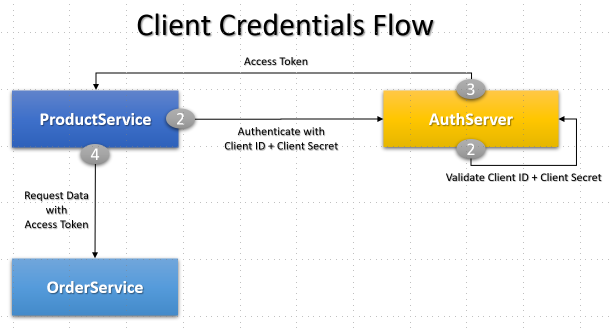 Client Credentials Flow
Access Token
3
ProductService
2
AuthServer
Authenticate with
Client ID + Client Secret
4
2
Validate Client ID + Client Secret
Request Data
with
Access Token
OrderService